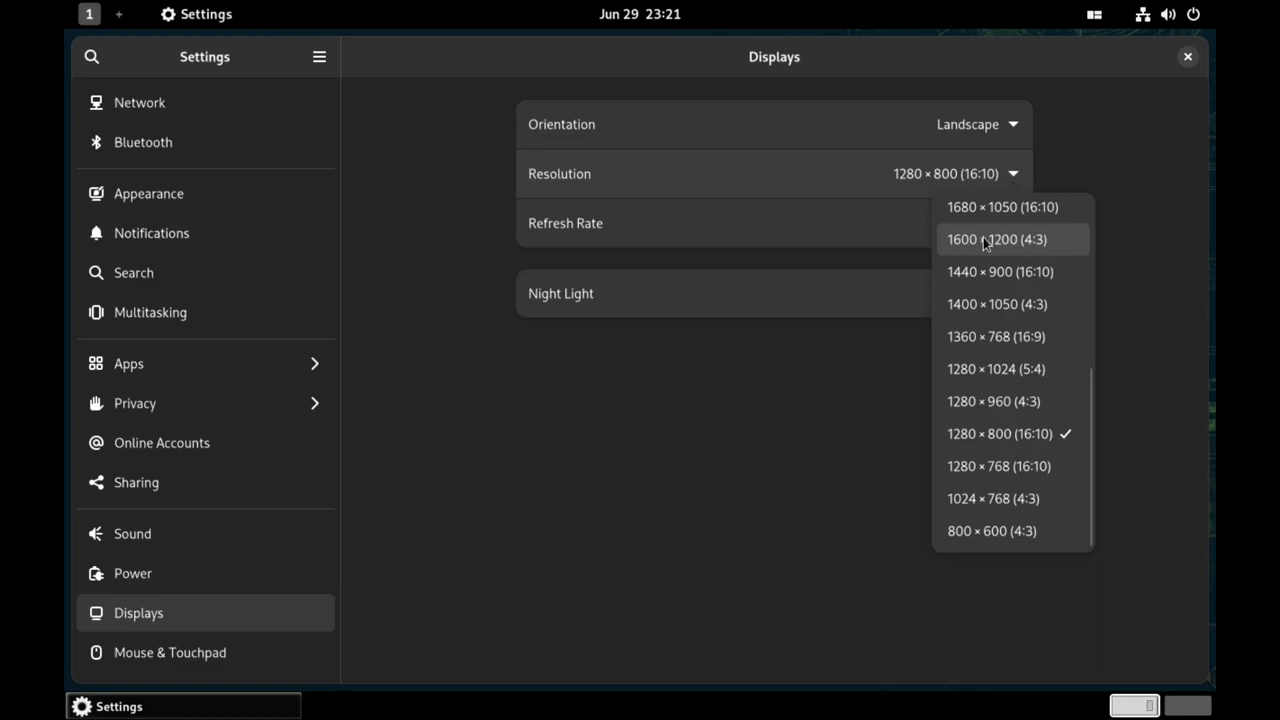 1 + Settings Jun 29 23:21
Settings
Displays
Network
Bluetooth
Appearance
Notifications
Search
Multitasking
Apps
Privacy
Online Accounts
Sharing
Sound
Power
Displays
Mouse & Touchpad
Orientation Landscape
Resolution 1280 × 800 (16:10)
Refresh Rate
Night Light
1680 × 1050 (16:10)
1600 × 1200 (4:3)
1440 × 900 (16:10)
1400 × 1050 (4:3)
1360 × 768 (16:9)
1280 × 1024 (5:4)
1280 × 960 (4:3)
1280 × 800 (16:10)
1280 × 768 (16:10)
1024 × 768 (4:3)
800 × 600 (4:3)
Settings